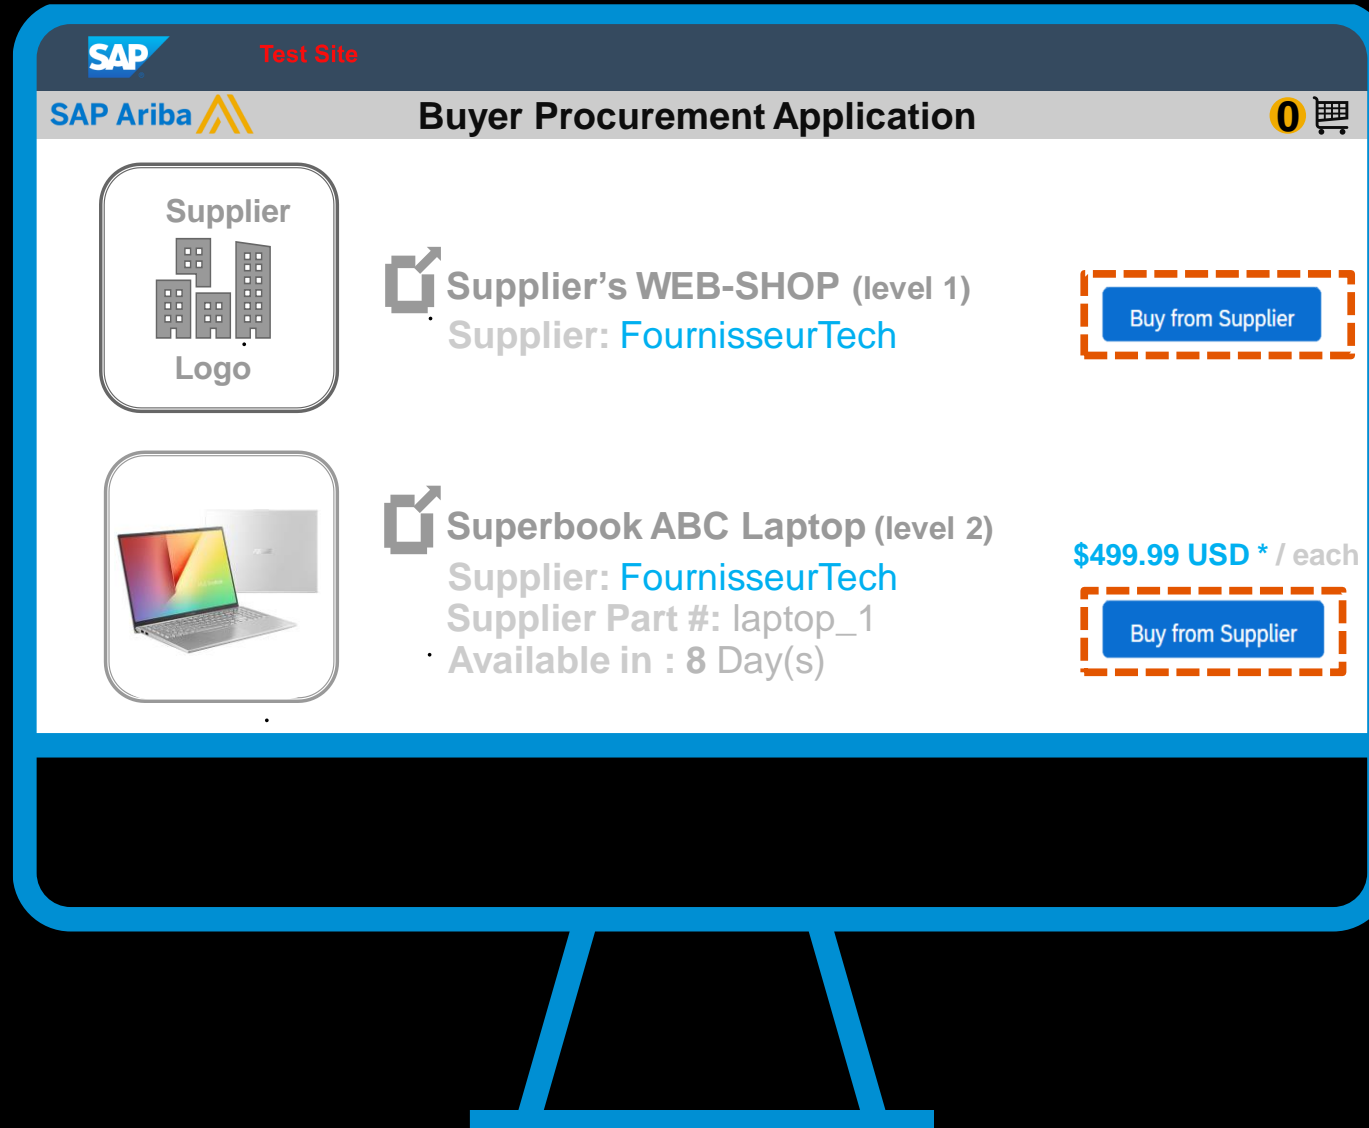 SAP
Test Site
SAP Ariba
Buyer Procurement Application
0
Supplier
Logo
Supplier’s WEB-SHOP (level 1)
Supplier: FournisseurTech
Buy from Supplier
Superbook ABC Laptop (level 2)
Supplier: FournisseurTech
Supplier Part #: laptop_1
Available in : 8 Day(s)
$499.99 USD * / each
Buy from Supplier